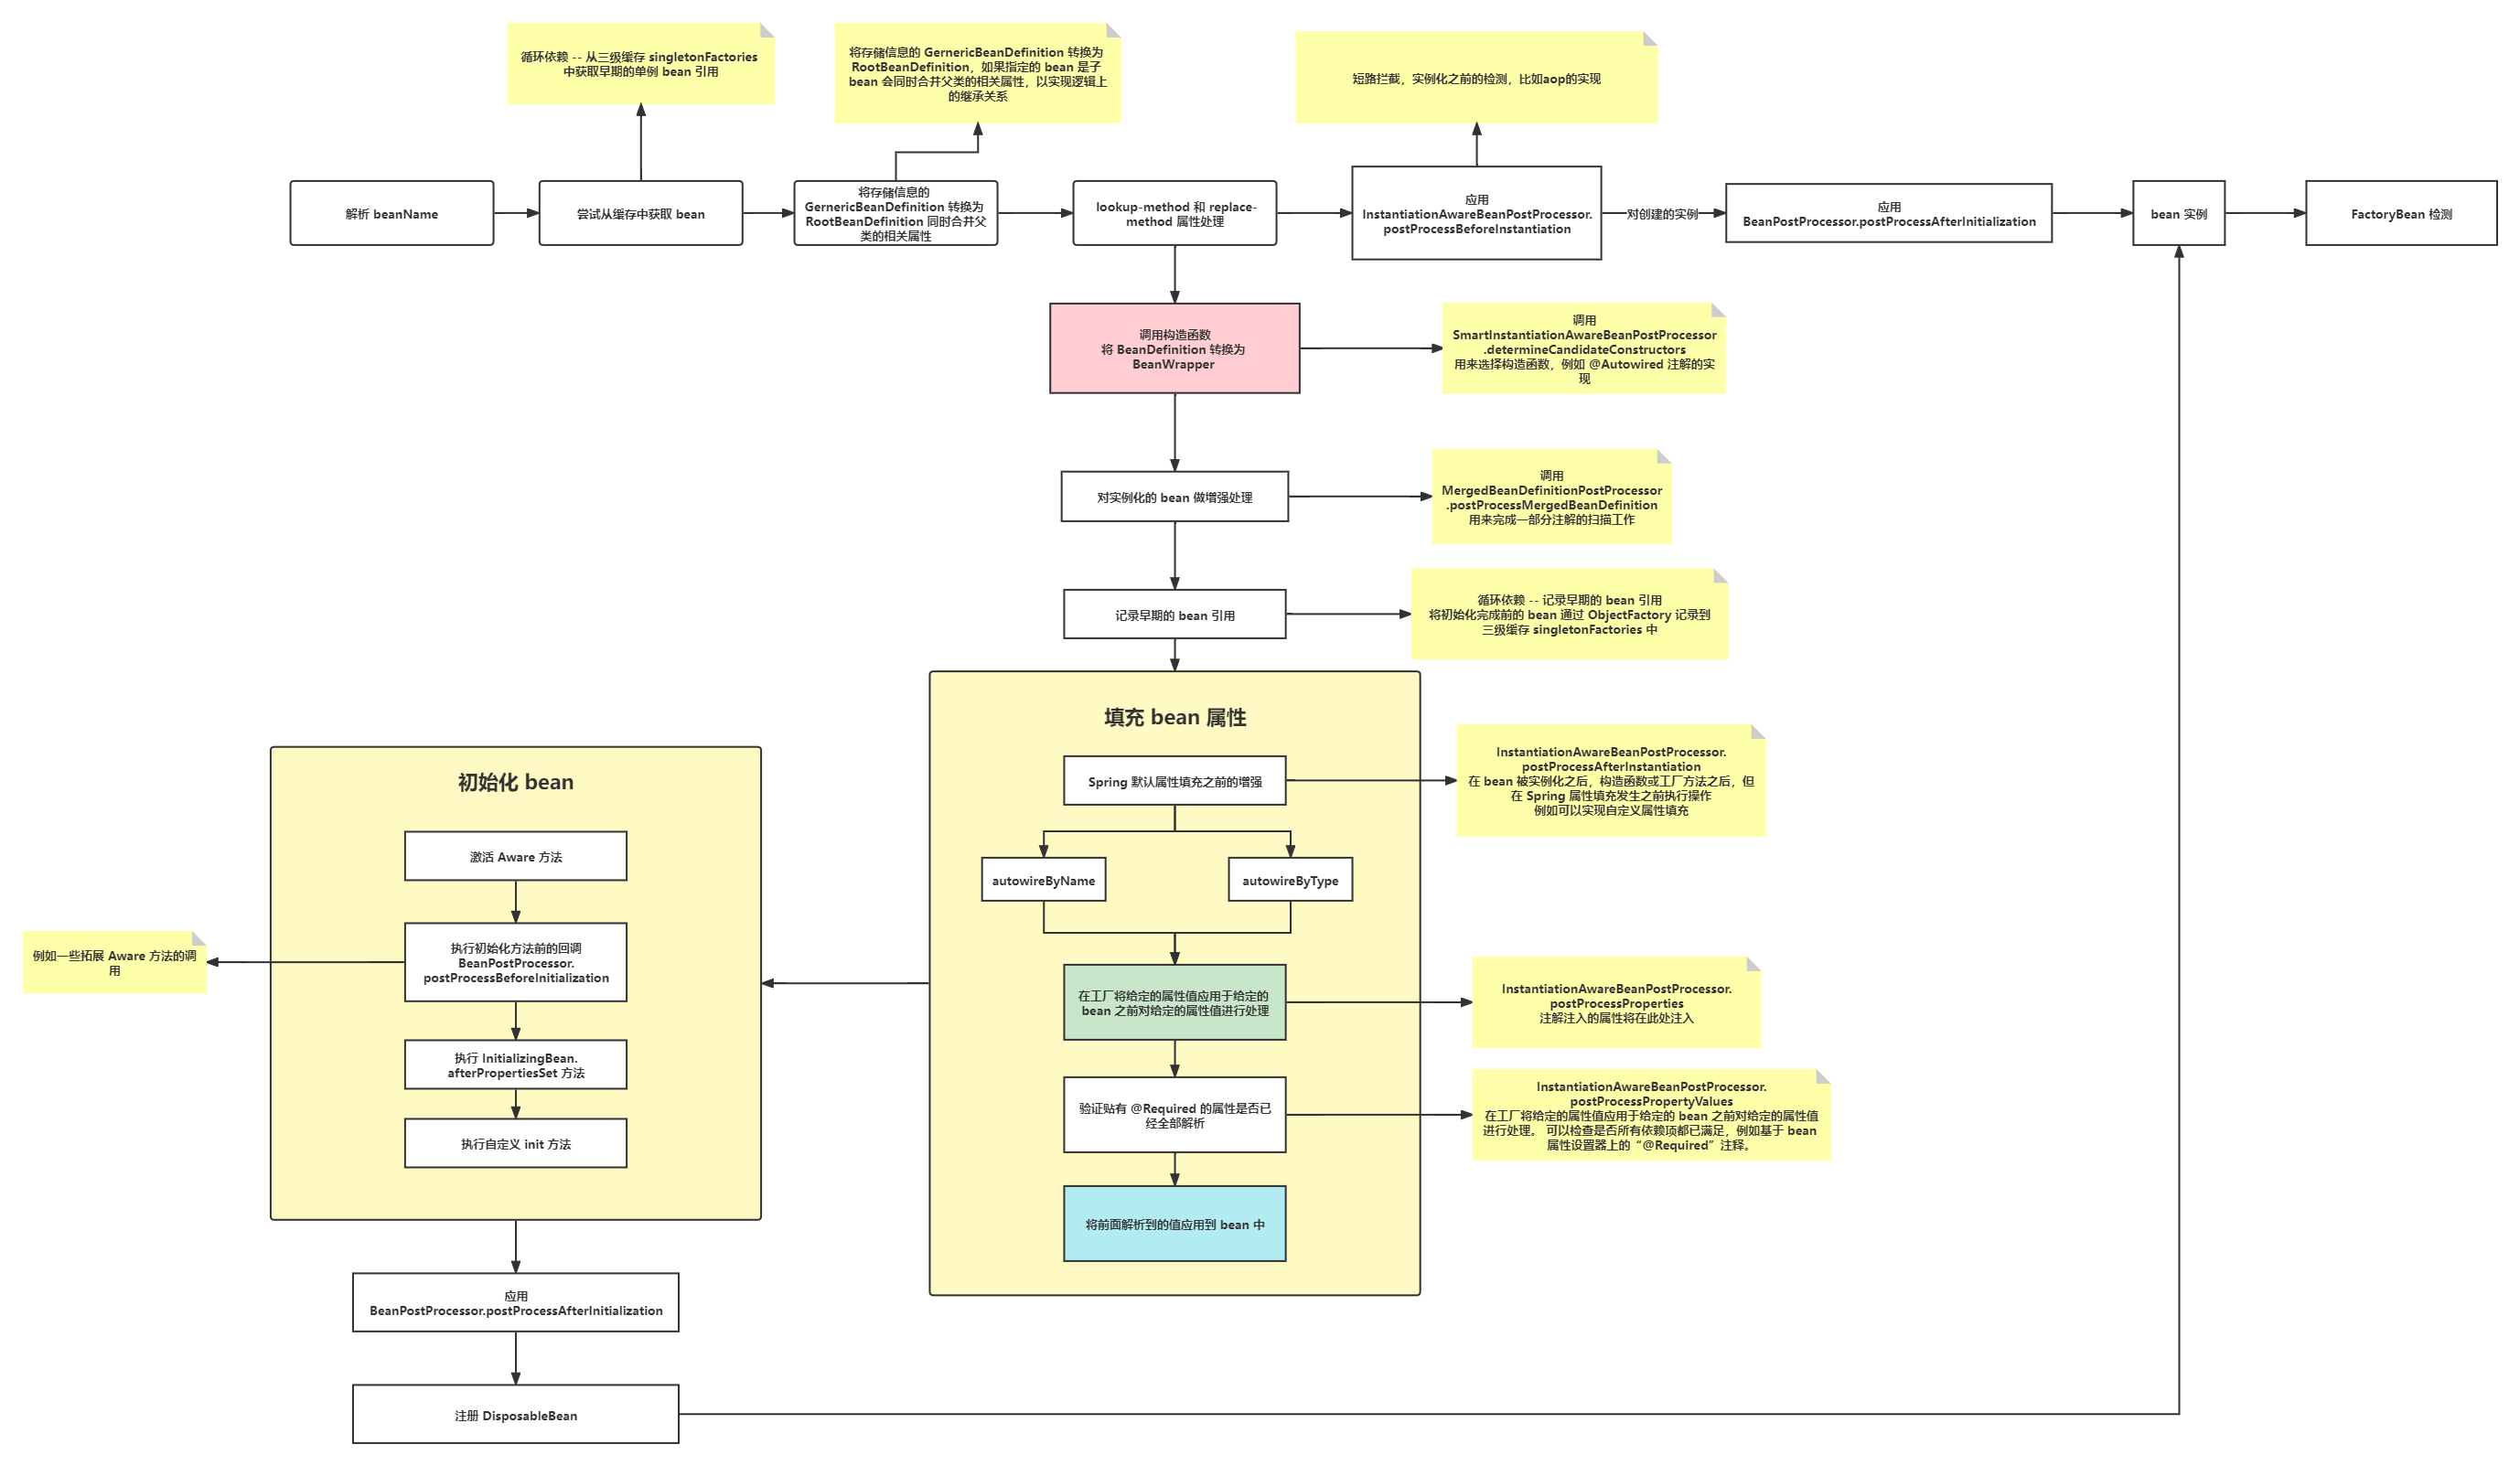 循环依赖 -- 从三级缓存 singletonFactories
中获取早期的单例 bean 引用
将存储信息的 GernericBeanDefinition 转换为
RootBeanDefinition，如果指定的 bean 是子
bean 会同时合并父类的相关属性，以实现逻辑上
的继承关系
短路拦截，实例化之前的检测，比如aop的实现
解析 beanName
尝试从缓存中获取 bean
将存储信息的
GernericBeanDefinition 转换为
RootBeanDefinition 同时合并父
类的相关属性
lookup-method 和 replace-
method 属性处理
应用
InstantiationAwareBeanPostProcessor.
postProcessBeforeInstantiation
对创建的实例
应用
BeanPostProcessor.postProcessAfterInitialization
bean 实例
FactoryBean 检测
调用构造函数
将 BeanDefinition 转换为
BeanWrapper
调用
SmartInstantiationAwareBeanPostProcessor
.determineCandidateConstructors
用来选择构造函数，例如 @Autowired 注解的实
现
对实例化的 bean 做增强处理
调用
MergedBeanDefinitionPostProcessor
.postProcessMergedBeanDefinition
用来完成一部分注解的扫描工作
记录早期的 bean 引用
循环依赖 -- 记录早期的 bean 引用
将初始化完成前的 bean 通过 ObjectFactory 记录到
三级缓存 singletonFactories 中
填充 bean 属性
Spring 默认属性填充之前的增强
InstantiationAwareBeanPostProcessor.
postProcessAfterInstantiation
在 bean 被实例化之后，构造函数或工厂方法之后，但
在 Spring 属性填充发生之前执行操作
例如可以实现自定义属性填充
autowireByName
autowireByType
在工厂将给定的属性值应用于给定的
bean 之前对给定的属性值进行处理
InstantiationAwareBeanPostProcessor.
postProcessProperties
注解注入的属性将在此处注入
验证贴有 @Required 的属性是否已
经全部解析
InstantiationAwareBeanPostProcessor.
postProcessPropertyValues
在工厂将给定的属性值应用于给定的 bean 之前对给定的属性值
进行处理。 可以检查是否所有依赖项都已满足，例如基于 bean
属性设置器上的“@Required”注释。
将前面解析到的值应用到 bean 中
初始化 bean
激活 Aware 方法
执行初始化方法前的回调
BeanPostProcessor.
postProcessBeforeInitialization
例如一些拓展 Aware 方法的调
用
执行 InitializingBean.
afterPropertiesSet 方法
执行自定义 init 方法
应用
BeanPostProcessor.postProcessAfterInitialization
注册 DisposableBean